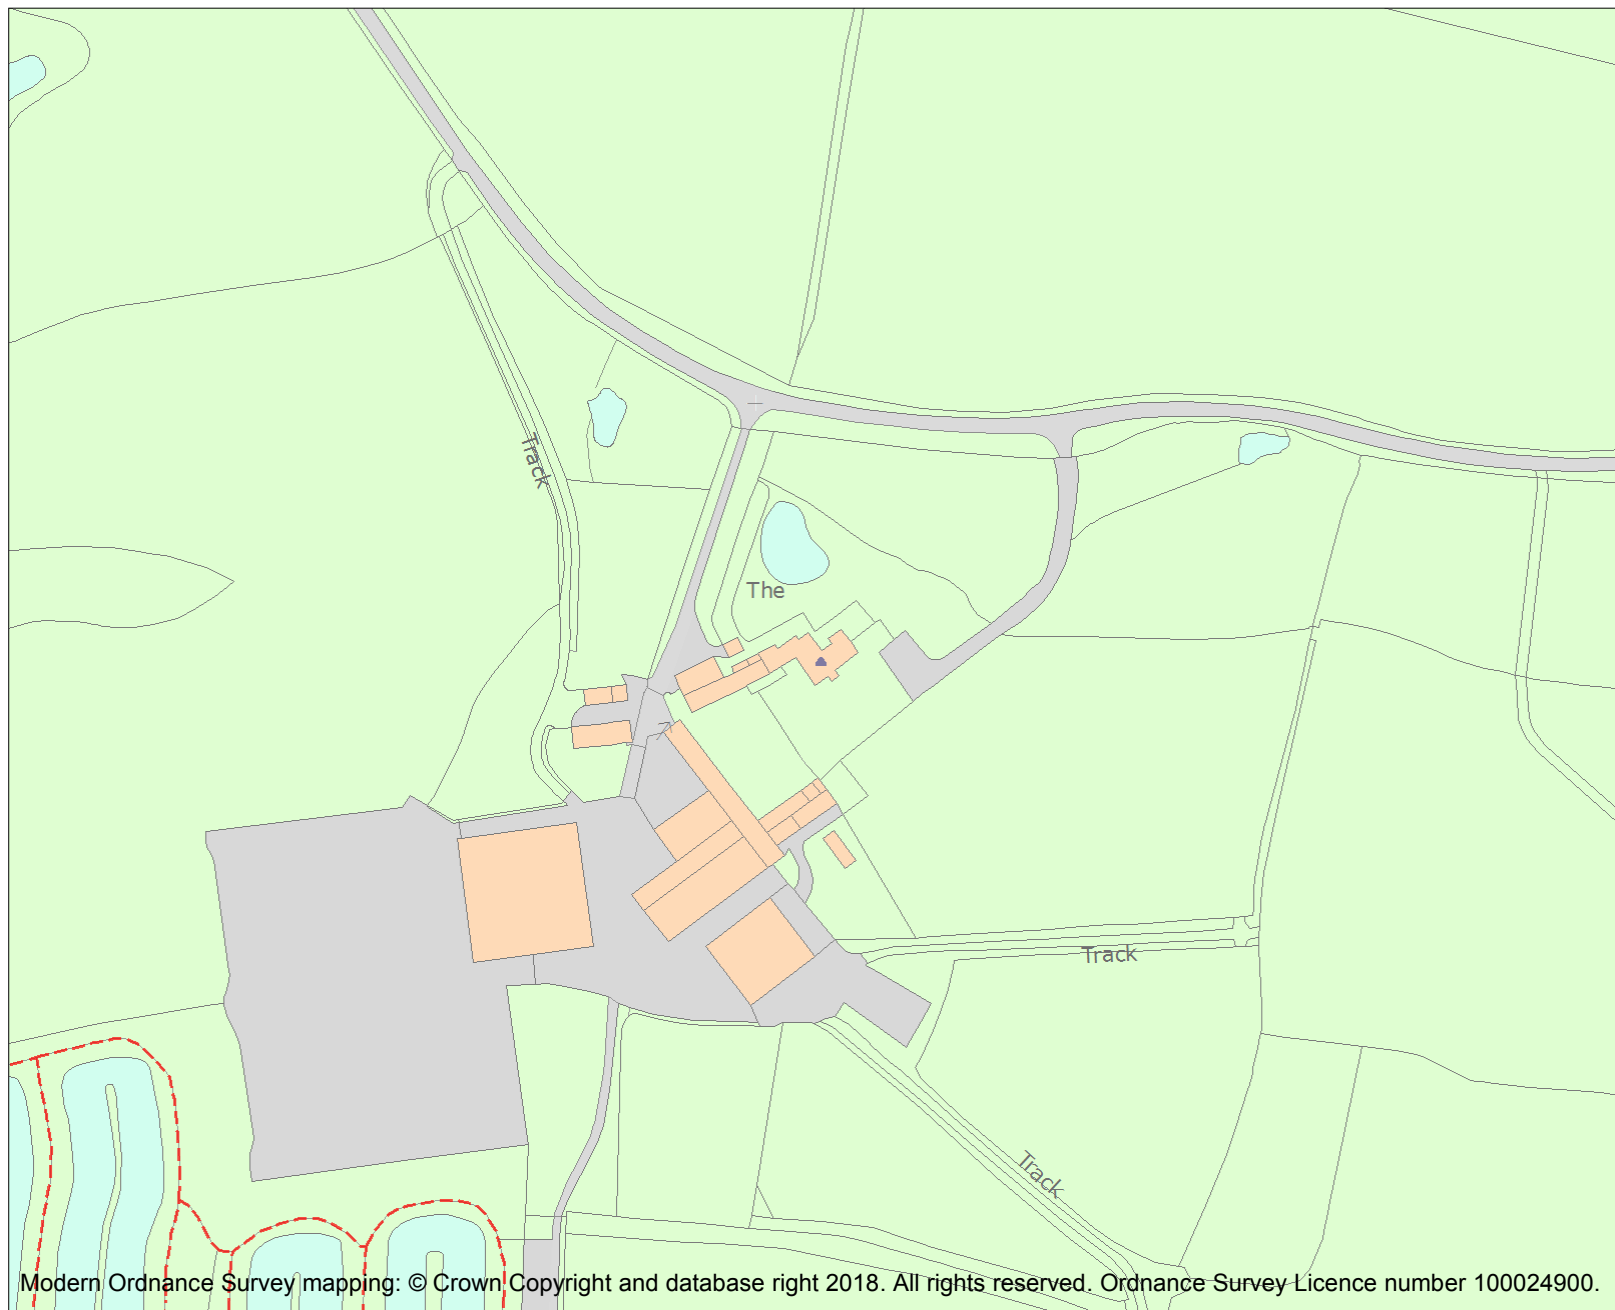 Track
The
Track
Track
Modern Ordnance Survey mapping: © Crown Copyright and database right 2018. All rights reserved. Ordnance Survey Licence number 100024900.